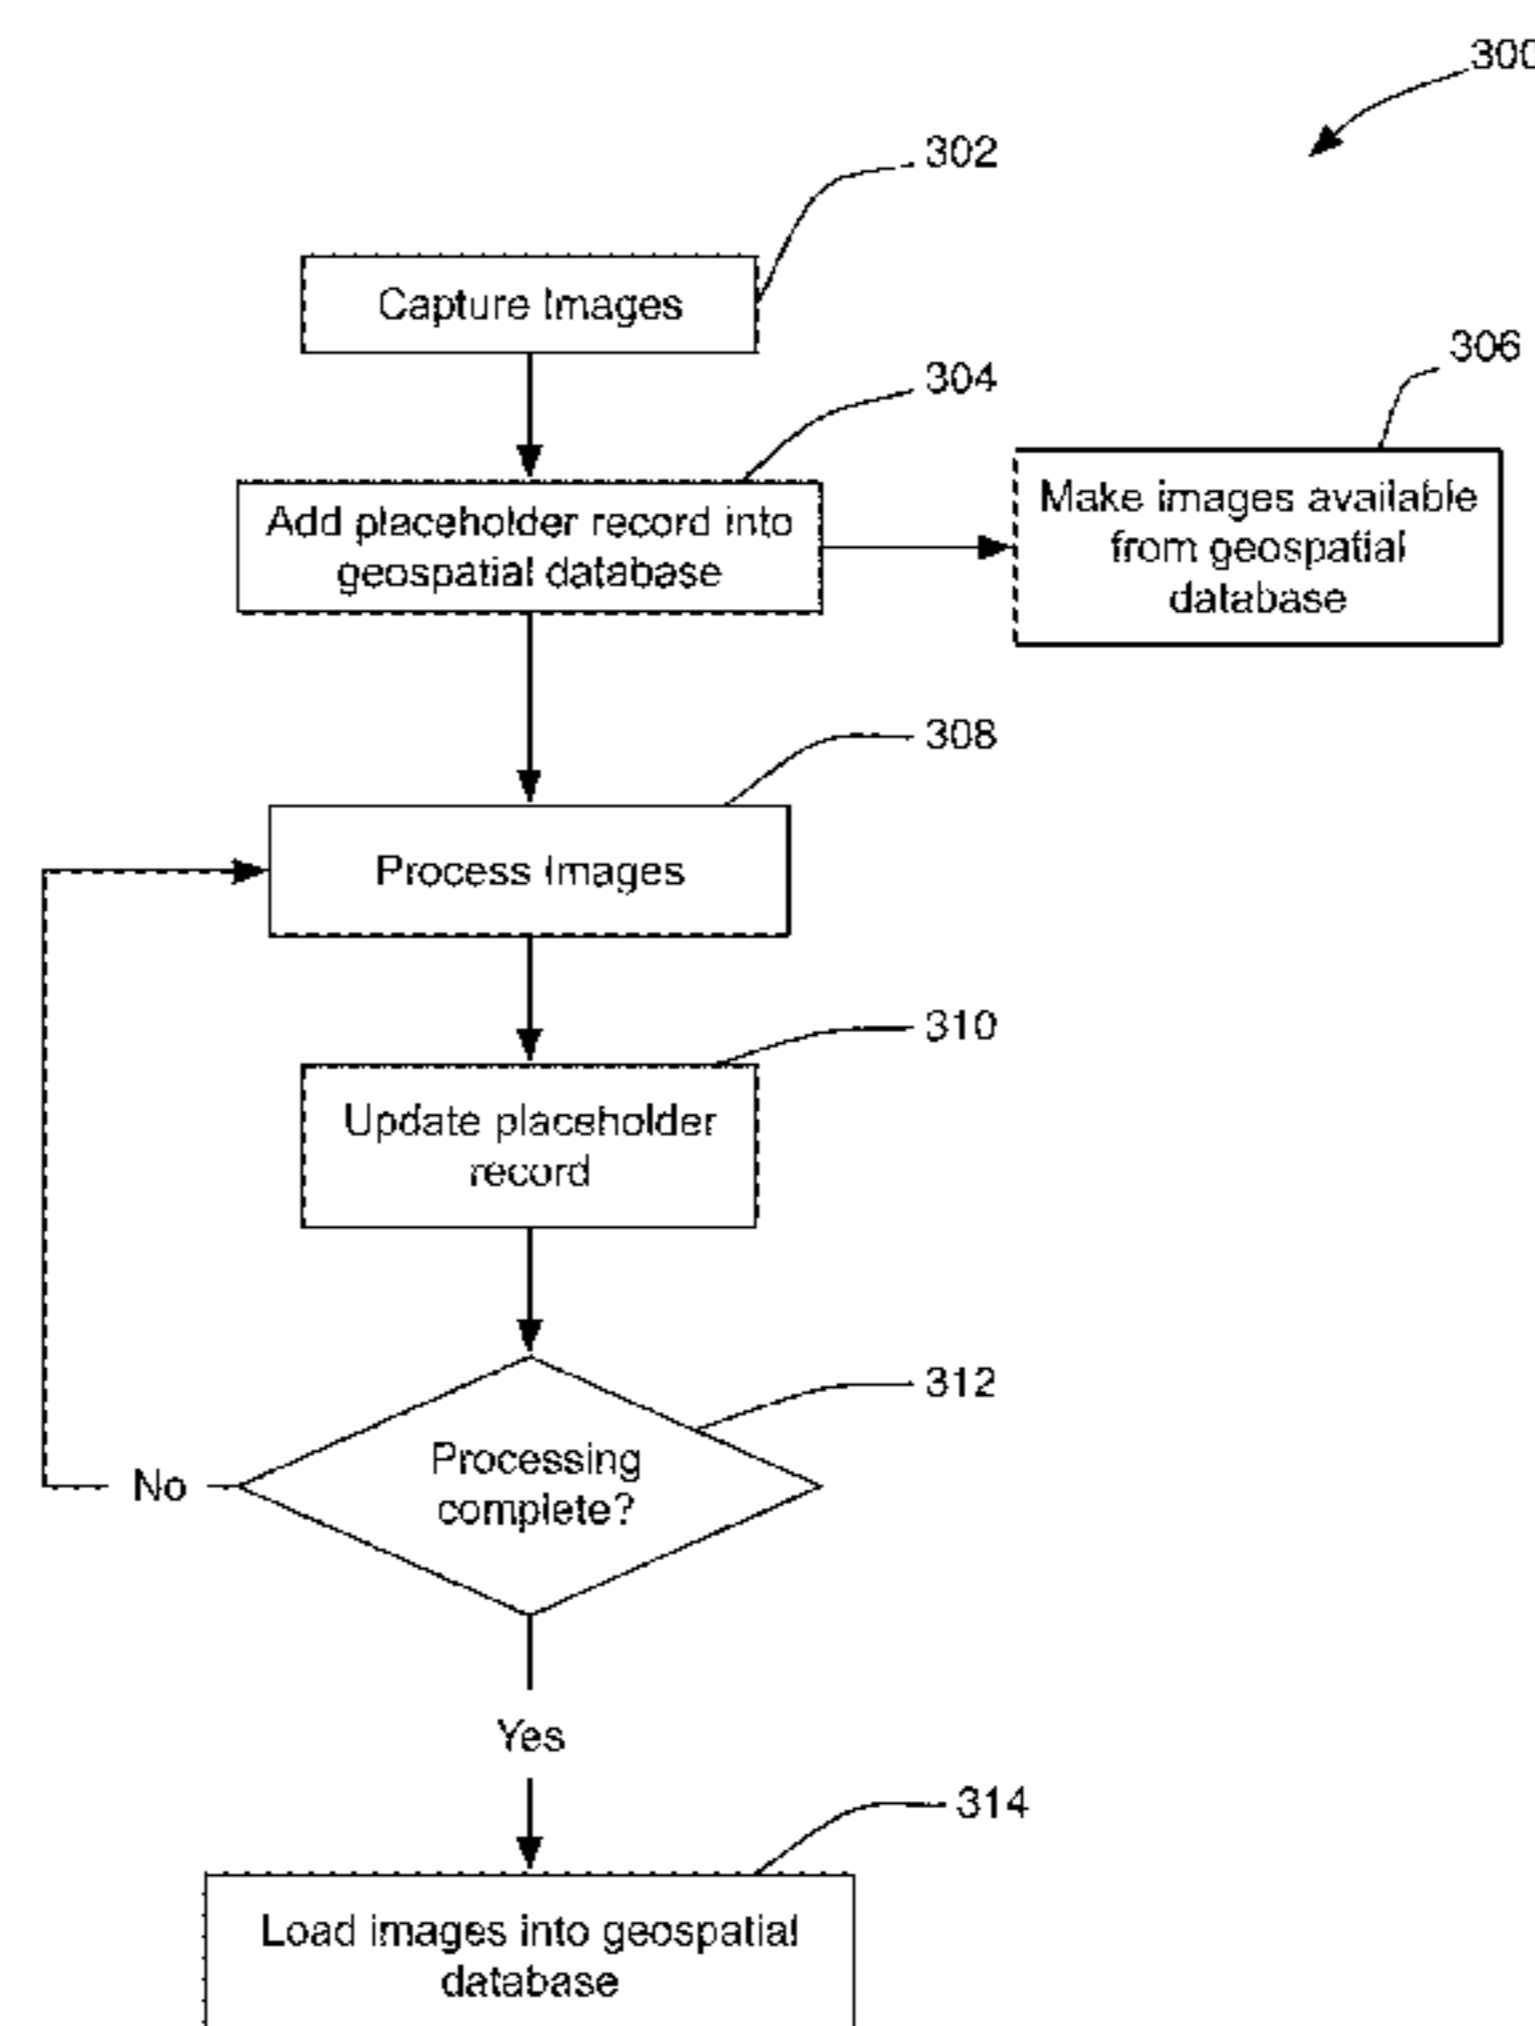 300
302
Capture Images
304
306
Add placeholder record into
geospatial database
Make images available
from geospatial
database
308
Process Images
310
Update placeholder
record
312
Processing
complete?
No
Yes
314
Load images into geospatial
database